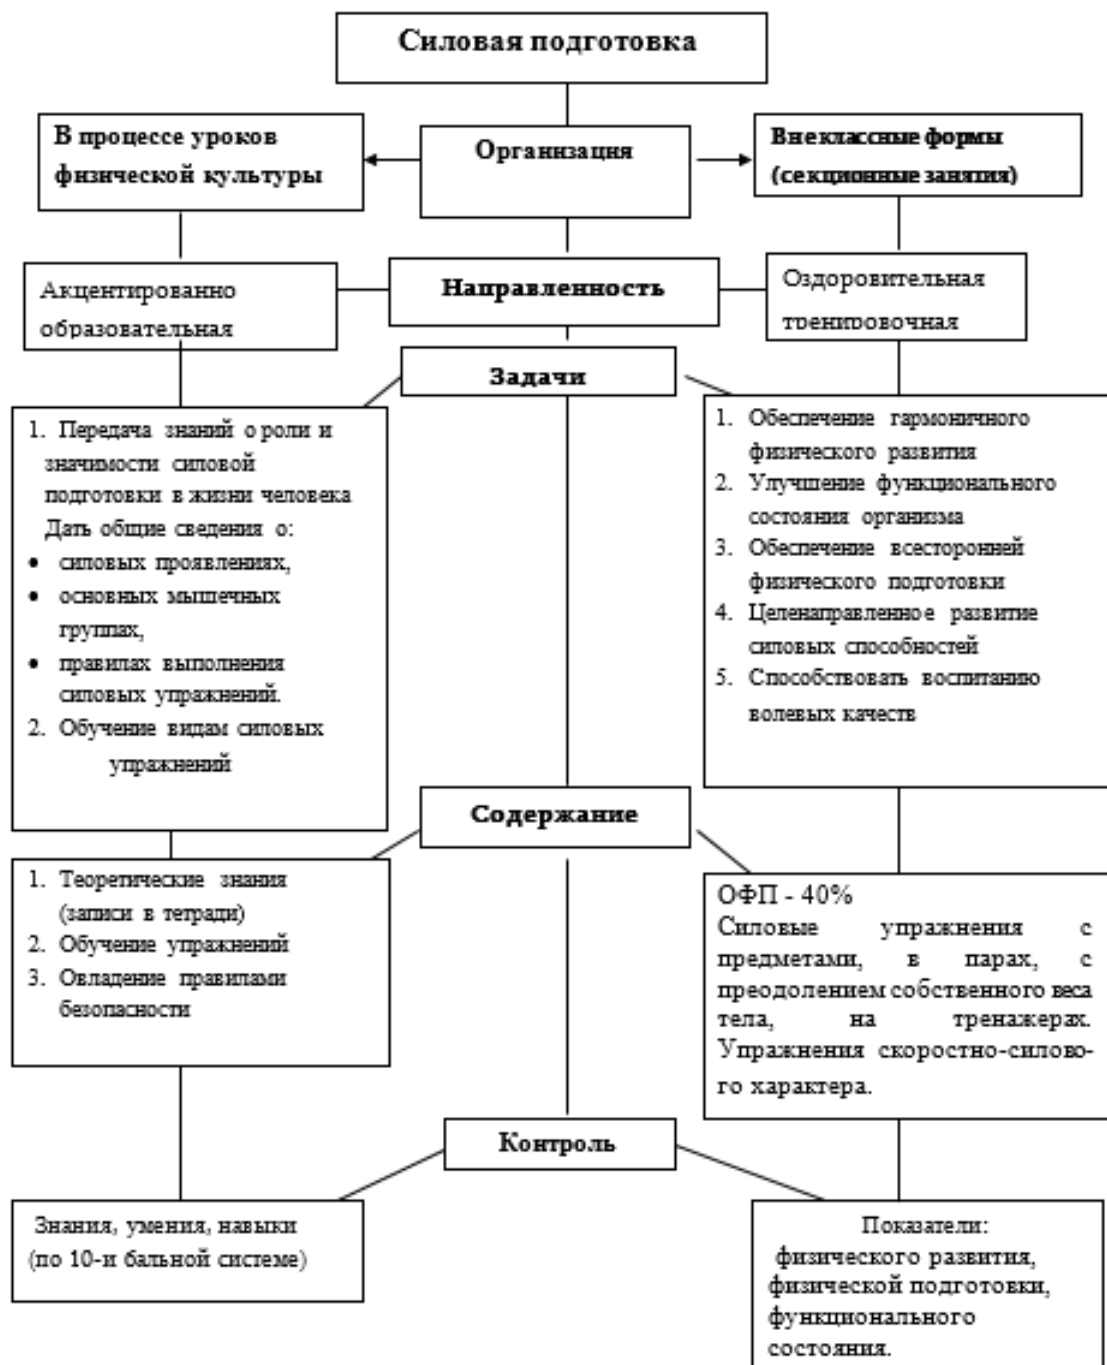 Силовая подготовка
В процессе уроков
физической культуры
Организация
Внеклассные формы
(секционные занятия)
Акцентированно
образовательная
Направленность
Оздоровительная
тренировочная
Задачи
1. Передача знаний о роли и
значимости силовой
подготовки в жизни человека
Дать общие сведения о:
• силовых проявлениях,
• основных мышечных
группах,
• правилах выполнения
силовых упражнений.
2. Обучение видам силовых
упражнений
1. Обеспечение гармоничного
физического развития
2. Улучшение функционального
состояния организма
3. Обеспечение всесторонней
физического подготовки
4. Целенаправленное развитие
силовых способностей
5. Способствовать воспитанию
волевых качеств
Содержание
1. Теоретические знания
(записи в тетради)
2. Обучение упражнений
3. Овладение правилами
безопасности
ОФП - 40%
Силовые упражнения с
предметами, в парах, с
преодолением собственного веса
тела, на тренажерах.
Упражнения скоростно-силово-
го характера.
Контроль
Знания, умения, навыки
(по 10-и бальной системе)
Показатели:
физического развития,
физической подготовки,
функционального
состояния.